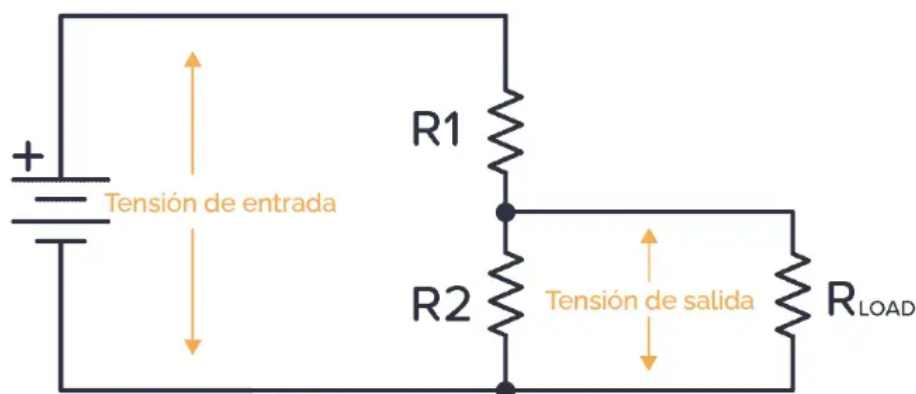 R1
+
Tensión de entrada
R2
Tensión de salida
RLOAD